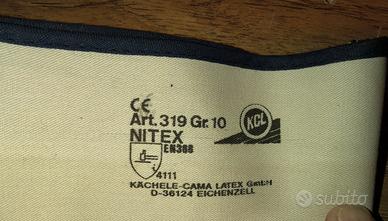 CE
Art. 319 Gr. 10
KCL
NITEX
EN388
4111
KÄCHELE-CAMA LATEX GmbH
D-36124 EICHENZELL
subito